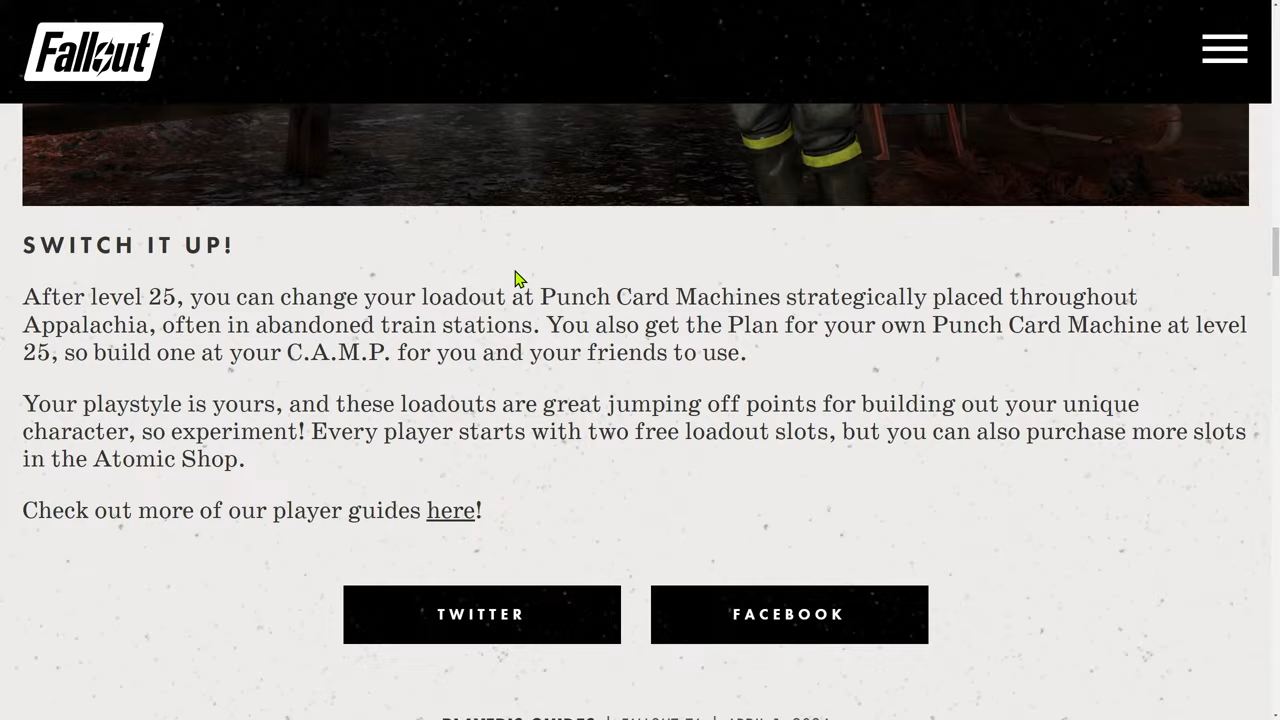 Fallout
SWITCH IT UP!
After level 25, you can change your loadout at Punch Card Machines strategically placed throughout
Appalachia, often in abandoned train stations. You also get the Plan for your own Punch Card Machine at level
25, so build one at your C.A.M.P. for you and your friends to use.
Your playstyle is yours, and these loadouts are great jumping off points for building out your unique
character, so experiment! Every player starts with two free loadout slots, but you can also purchase more slots
in the Atomic Shop.
Check out more of our player guides here!
TWITTER
FACEBOOK